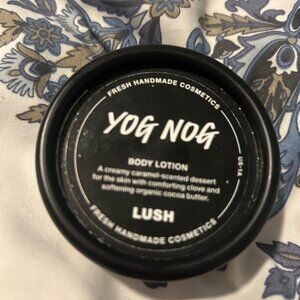 FRESH HANDMADE COSMETICS
YOG NOG
BODY LOTION
A creamy caramel-scented dessert
for the skin with comforting clove and
softening organic cocoa butter.
LUSH
FRESH HANDMADE COSMETICS